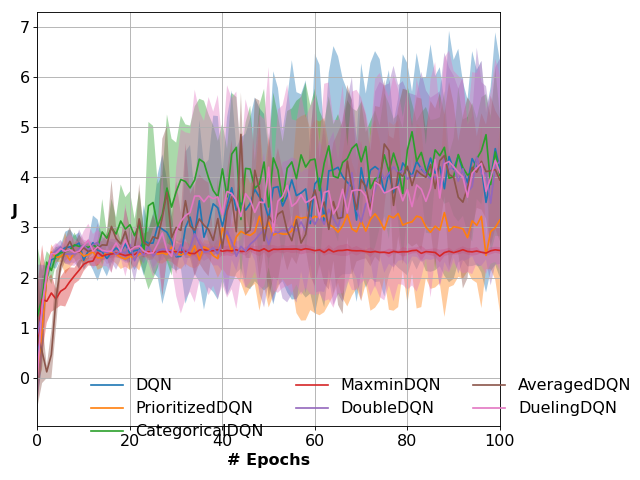 7
6
5
4
3
2
1
0
J
DQN MaxminDQN AveragedDQN
PrioritizedDQN DoubleDQN DuelingDQN
CategoricalDQN
0 20 40 60 80 100
# Epochs